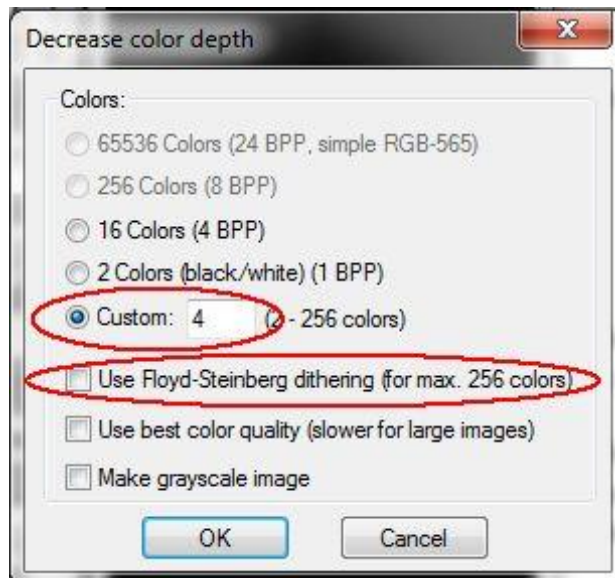 Decrease color depth
Colors:
65536 Colors (24 BPP, simple RGB-565)
256 Colors (8 BPP)
16 Colors (4 BPP)
2 Colors (black/white) (1 BPP)
Custom: 4 (2 - 256 colors)
Use Floyd-Steinberg dithering (for max. 256 colors)
Use best color quality (slower for large images)
Make grayscale image
OK Cancel